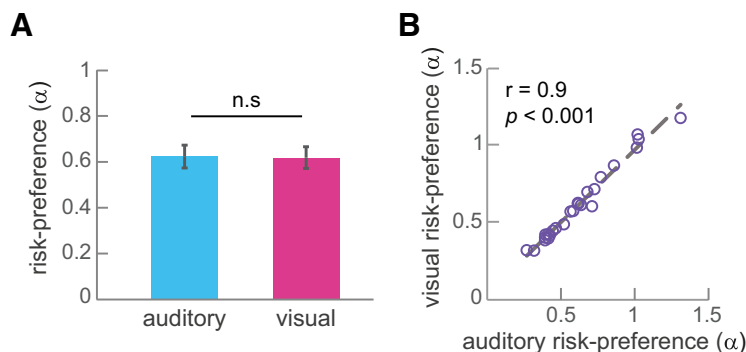 A
risk-preference (α)
1
0.8
0.6
0.4
0.2
0
n.s
auditory
visual
B
visual risk-preference (α)
1.5
1
0.5
0
r = 0.9
p < 0.001
0.5
1
1.5
auditory risk-preference (α)